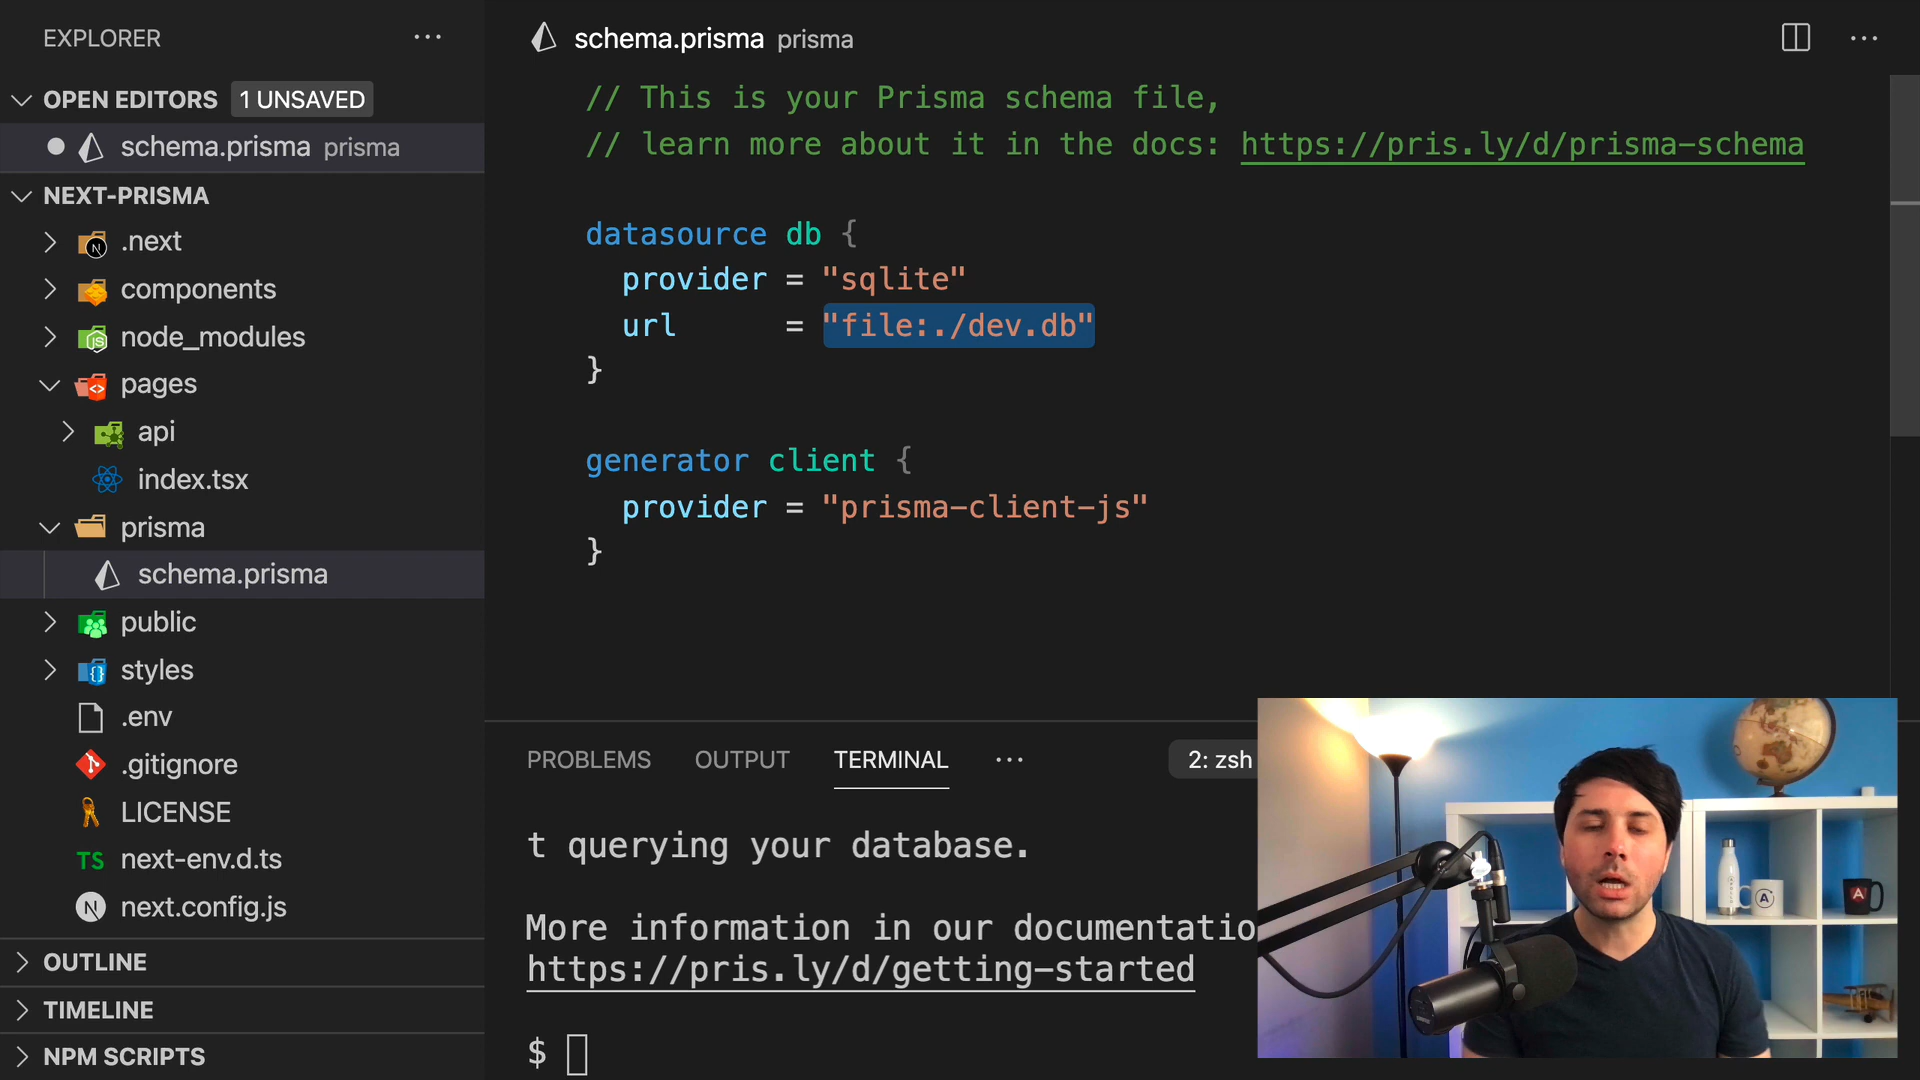 EXPLORER
OPEN EDITORS
1 UNSAVED
schema.prisma prisma
NEXT-PRISMA
.next
components
node_modules
pages
api
index.tsx
prisma
schema.prisma
public
styles
.env
.gitignore
LICENSE
TS next-env.d.ts
N next.config.js
OUTLINE
TIMELINE
NPM SCRIPTS
schema.prisma prisma
// This is your Prisma schema file,
// learn more about it in the docs: https://pris.ly/d/prisma-schema
datasource db {
provider = "sqlite"
url = "file:./dev.db"
}
generator client {
provider = "prisma-client-js"
}
PROBLEMS OUTPUT TERMINAL
2: zsh
t querying your database.
More information in our documentatio
https://pris.ly/d/getting-started
$